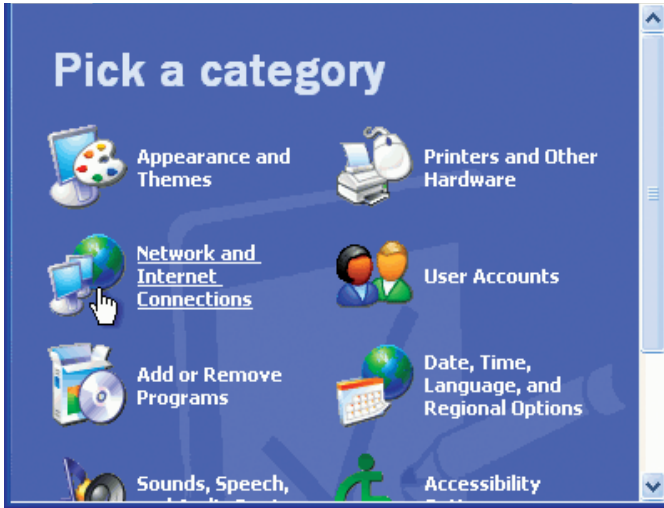 Pick a category
Appearance and
Themes
Printers and Other
Hardware
Network and
Internet
Connections
User Accounts
Add or Remove
Programs
Date, Time,
Language, and
Regional Options
Sounds, Speech,
Accessibility